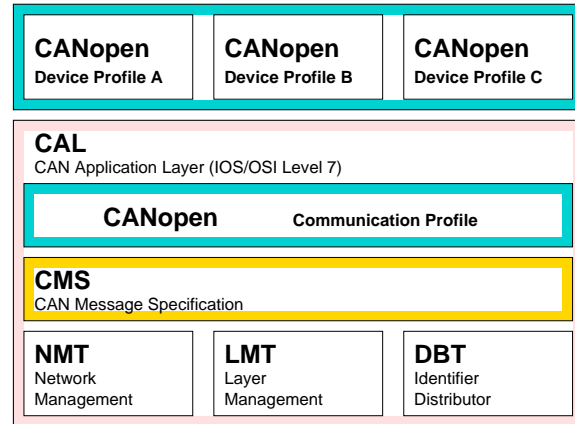 CANopen CANopen CANopen
Device Profile A Device Profile B Device Profile C
CAL
CAN Application Layer (IOS/OSI Level 7)
CANopen Communication Profile
CMS
CAN Message Specification
NMT LMT DBT
Network Layer Identifier
Management Management Distributor